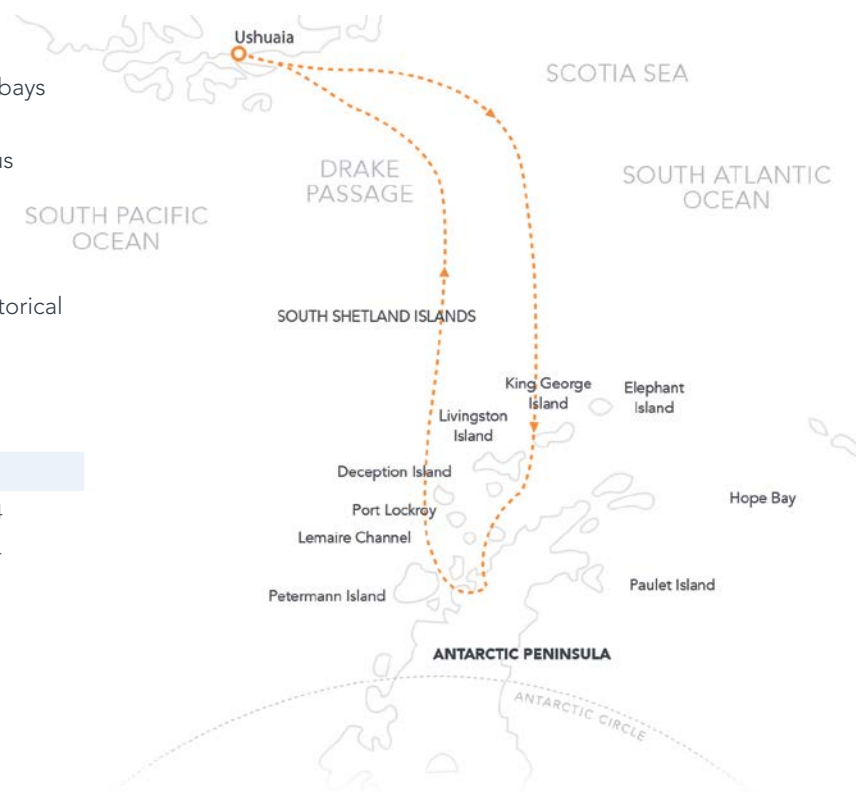 Ushuaia
SCOTIA SEA
bays
us
DRAKE
PASSAGE
SOUTH ATLANTIC
OCEAN
SOUTH PACIFIC
OCEAN
torical
SOUTH SHETLAND ISLANDS
King George
Island
Elephant
Island
Livingston
Island
Deception Island
Hope Bay
Port Lockroy
4
Lemaire Channel
Paulet Island
Petermann Island
ANTARCTIC PENINSULA
ANTARCTIC CIRCLE